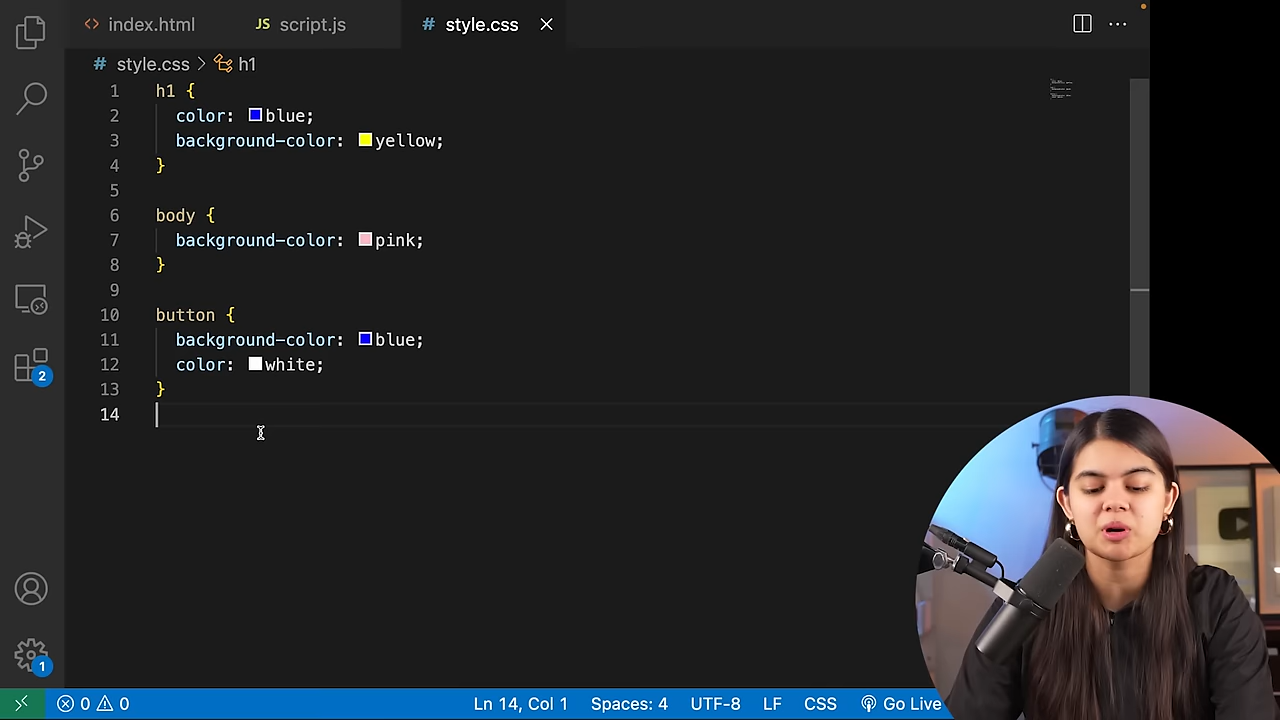 index.html JS script.js # style.css
# style.css > h1
1 h1 {
2 color: blue;
3 background-color: yellow;
4 }
5
6 body {
7 background-color: pink;
8 }
9
10 button {
11 background-color: blue;
12 color: white;
13 }
14
2
1
0 0 Ln 14, Col 1 Spaces: 4 UTF-8 LF CSS Go Live